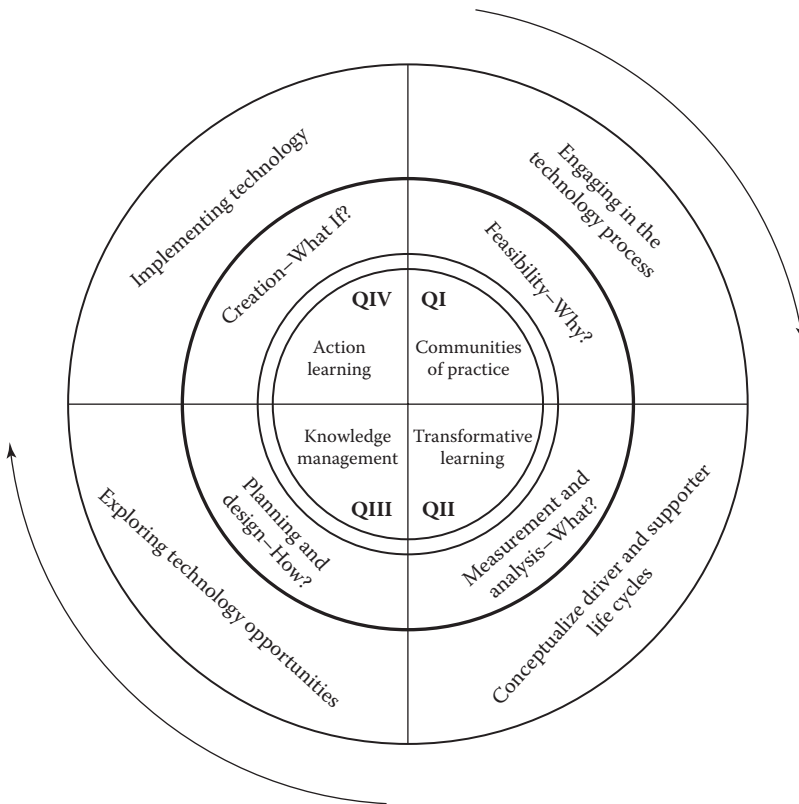 Implementing technology
Engaging in the
technology process
Creation–What If?
Feasibility–Why?
QIV
QI
Action
learning
Communities
of practice
Knowledge
management
Transformative
learning
QIII
QII
Planning and
design–How?
Measurement and
analysis–What?
Exploring technology opportunities
Conceptualize driver and supporter
life cycles